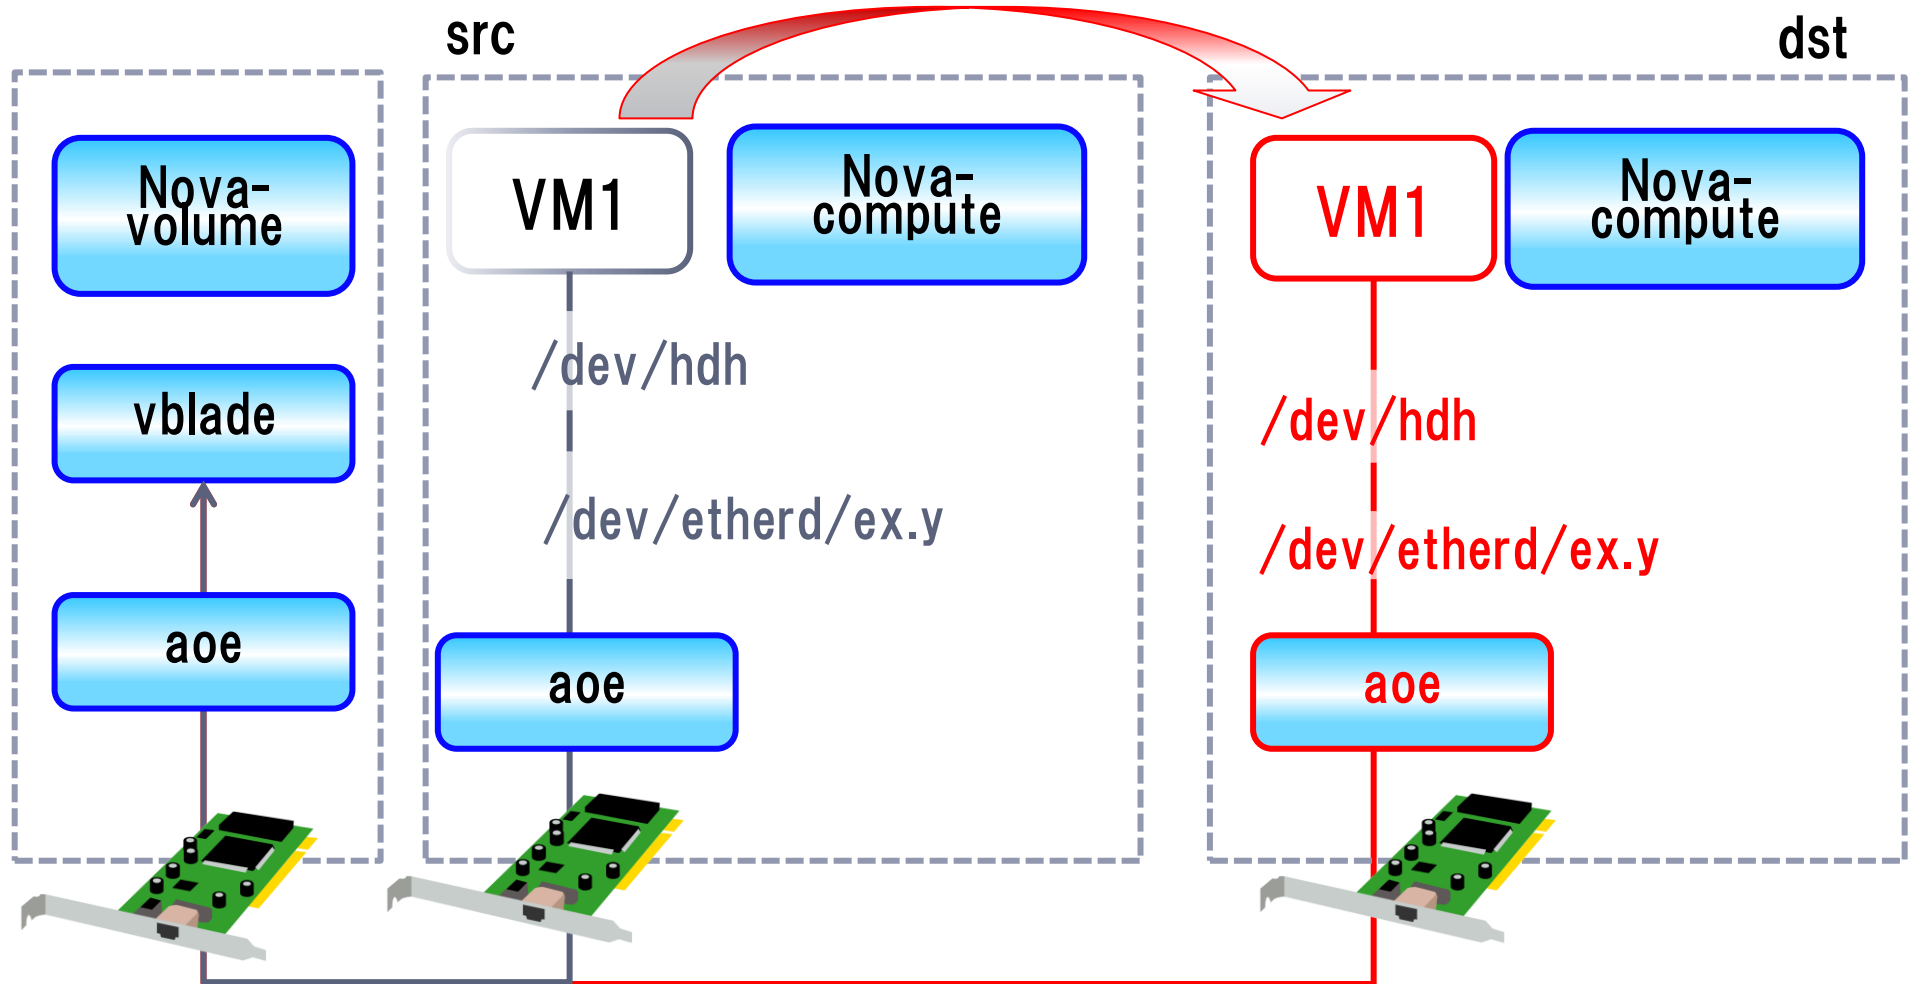 src
dst
Nova-
volume
vblade
aoe
VM1
Nova-
compute
/dev/hdh
/dev/etherd/ex.y
aoe
VM1
Nova-
compute
/dev/hdh
/dev/etherd/ex.y
aoe